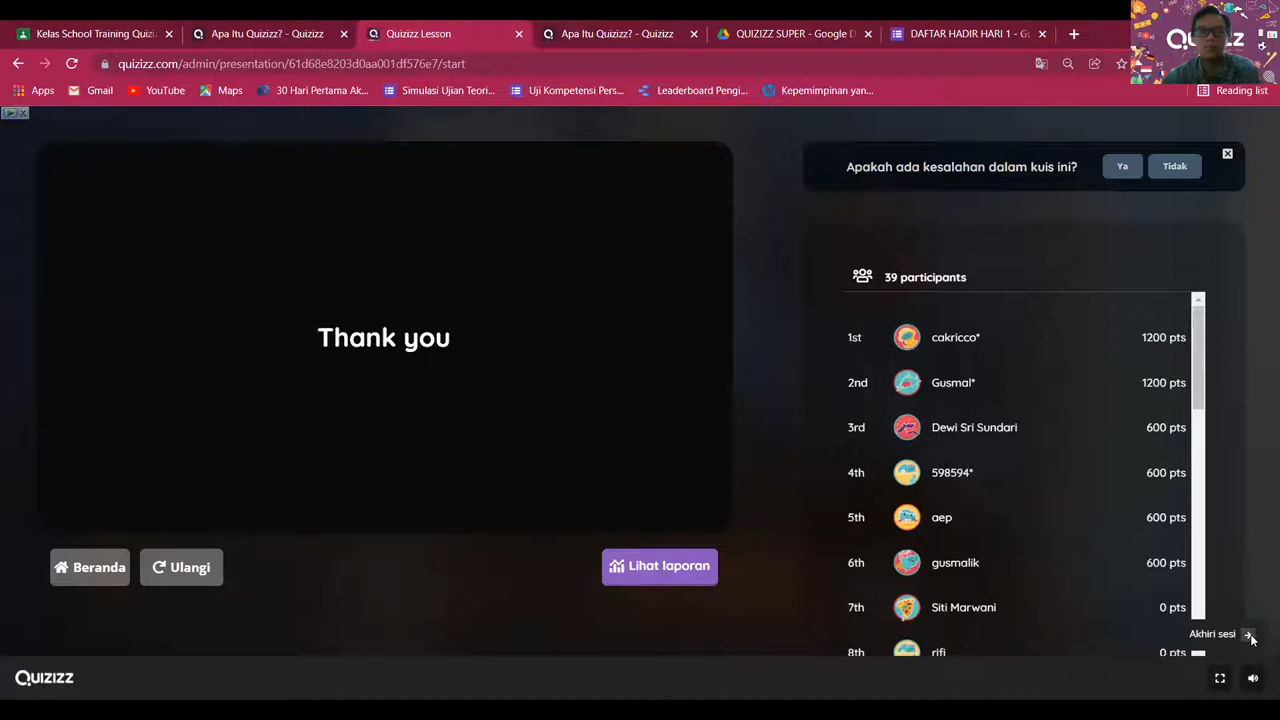 Kelas School Training Quizi
Apa Itu Quizizz? - Quizizz
Quizizz Lesson
Apa Itu Quizizz? - Quizizz
QUIZIZZ SUPER - Google D
DAFTAR HADIR HARI 1 - Go
Quizizz
quizizz.com/admin/presentation/61d68e8203d0aa001df576e7/start
Apps
Gmail
YouTube
Maps
30 Hari Pertama Ak...
Simulasi Ujian Teori...
Uji Kompetensi Pers...
Leaderboard Pengi...
Kepemimpinan yan...
Reading list
Apakah ada kesalahan dalam kuis ini?
Ya
Tidak
Thank you
39 participants
1st cakricco* 1200 pts
2nd Gusmal* 1200 pts
3rd Dewi Sri Sundari 600 pts
4th 598594* 600 pts
5th aep 600 pts
6th gusmalik 600 pts
7th Siti Marwani 0 pts
8th rifi 0 pts
Beranda
Ulangi
Lihat laporan
Akhiri sesi
Quizizz